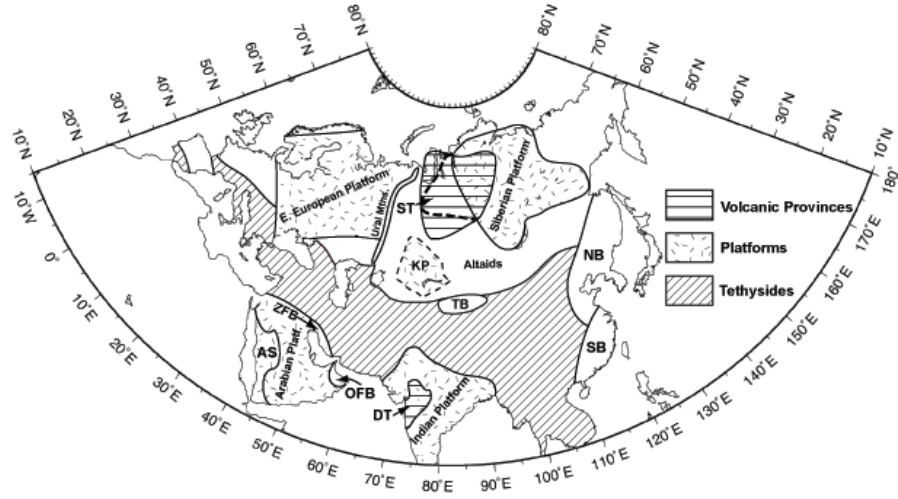 80°N
80°N
70°N
70°N
60°N
60°N
50°N
50°N
40°N
40°N
30°N
30°N
20°N
20°N
10°N
10°N
10°W
180°
0°
170°E
10°E
160°E
20°E
150°E
30°E
140°E
40°E
130°E
50°E
120°E
60°E
110°E
70°E
100°E
80°E
90°E
E. European Platform
Ural Mtns.
ST
Siberian Platform
KP
Altaids
NB
TB
ZFB
AS
Arabian Platf.
OFB
DT
Indian Platform
SB
Volcanic Provinces
Platforms
Tethysides